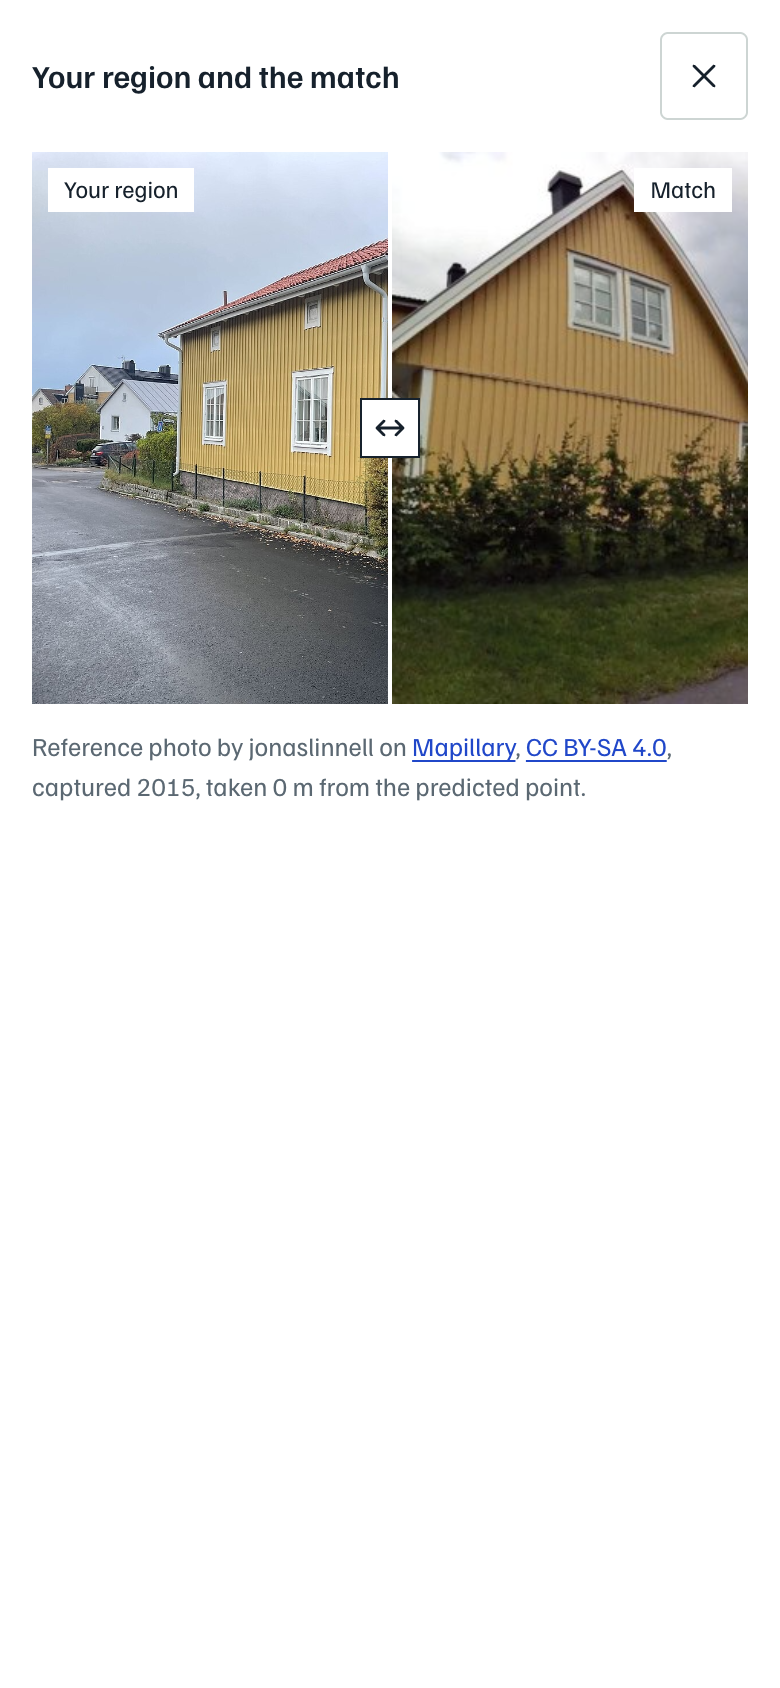 Your region and the match
Your region
Match
Reference photo by jonaslinnell on Mapillary, CC BY-SA 4.0,
captured 2015, taken 0 m from the predicted point.